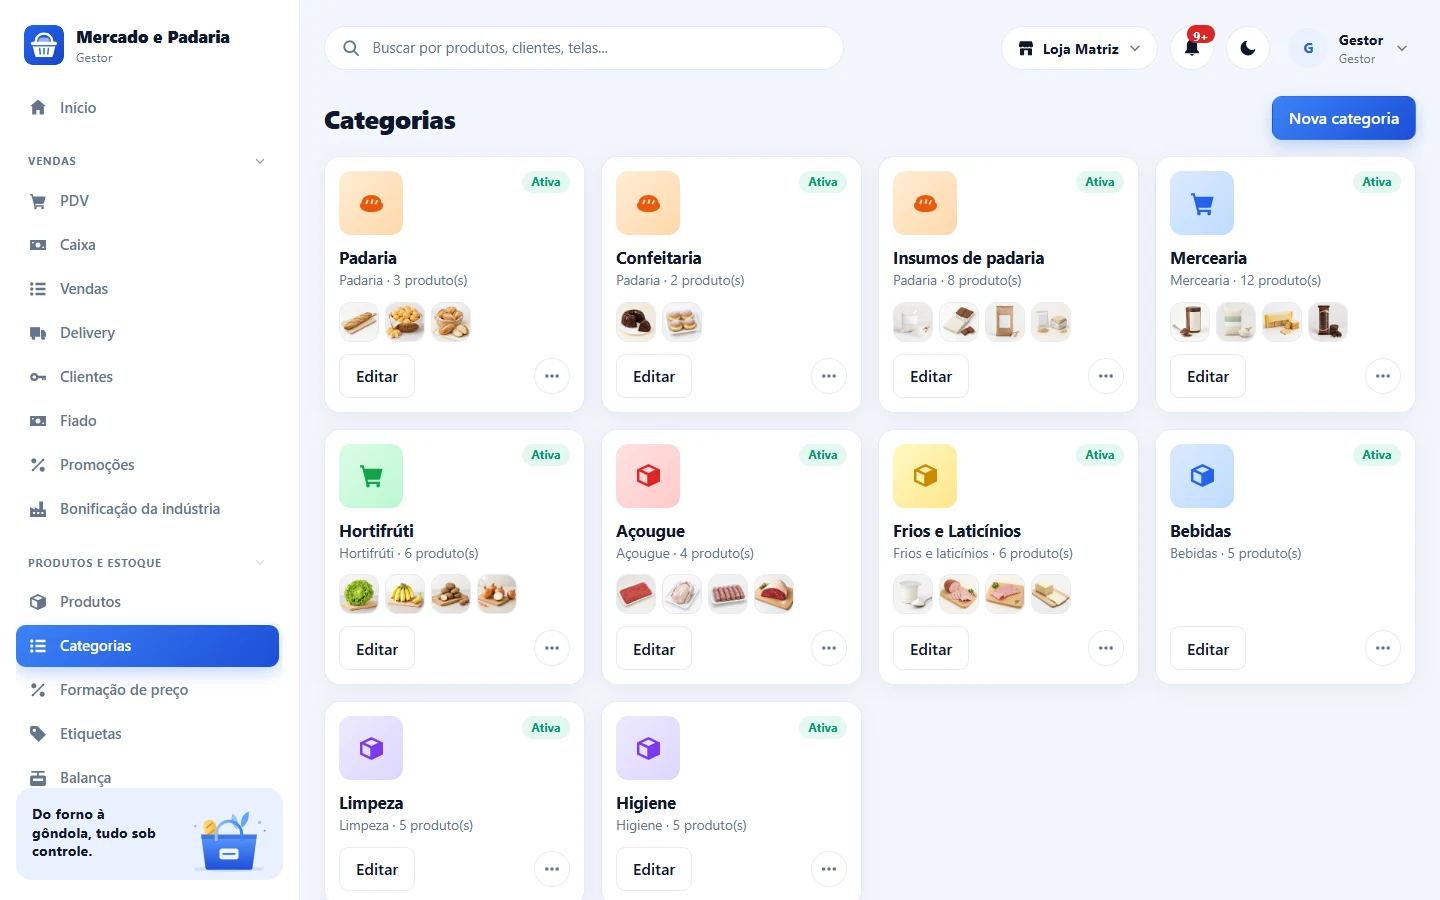 Mercado e Padaria
Gestor
Início
VENDAS
PDV
Caixa
Vendas
Delivery
Clientes
Fiado
Promoções
Bonificação da indústria
PRODUTOS E ESTOQUE
Produtos
Categorias
Formação de preço
Etiquetas
Balança
Do forno à
gôndola, tudo sob
controle.
Buscar por produtos, clientes, telas...
Loja Matriz
9+
G
Gestor
Gestor
Categorias
Nova categoria
Ativa
Padaria
Padaria · 3 produto(s)
Editar
Ativa
Confeitaria
Padaria · 2 produto(s)
Editar
Ativa
Insumos de padaria
Padaria · 8 produto(s)
Editar
Ativa
Mercearia
Mercearia · 12 produto(s)
Editar
Ativa
Hortifrúti
Hortifrúti · 6 produto(s)
Editar
Ativa
Açougue
Açougue · 4 produto(s)
Editar
Ativa
Frios e Laticínios
Frios e laticínios · 6 produto(s)
Editar
Ativa
Bebidas
Bebidas · 5 produto(s)
Editar
Ativa
Limpeza
Limpeza · 5 produto(s)
Editar
Ativa
Higiene
Higiene · 5 produto(s)
Editar